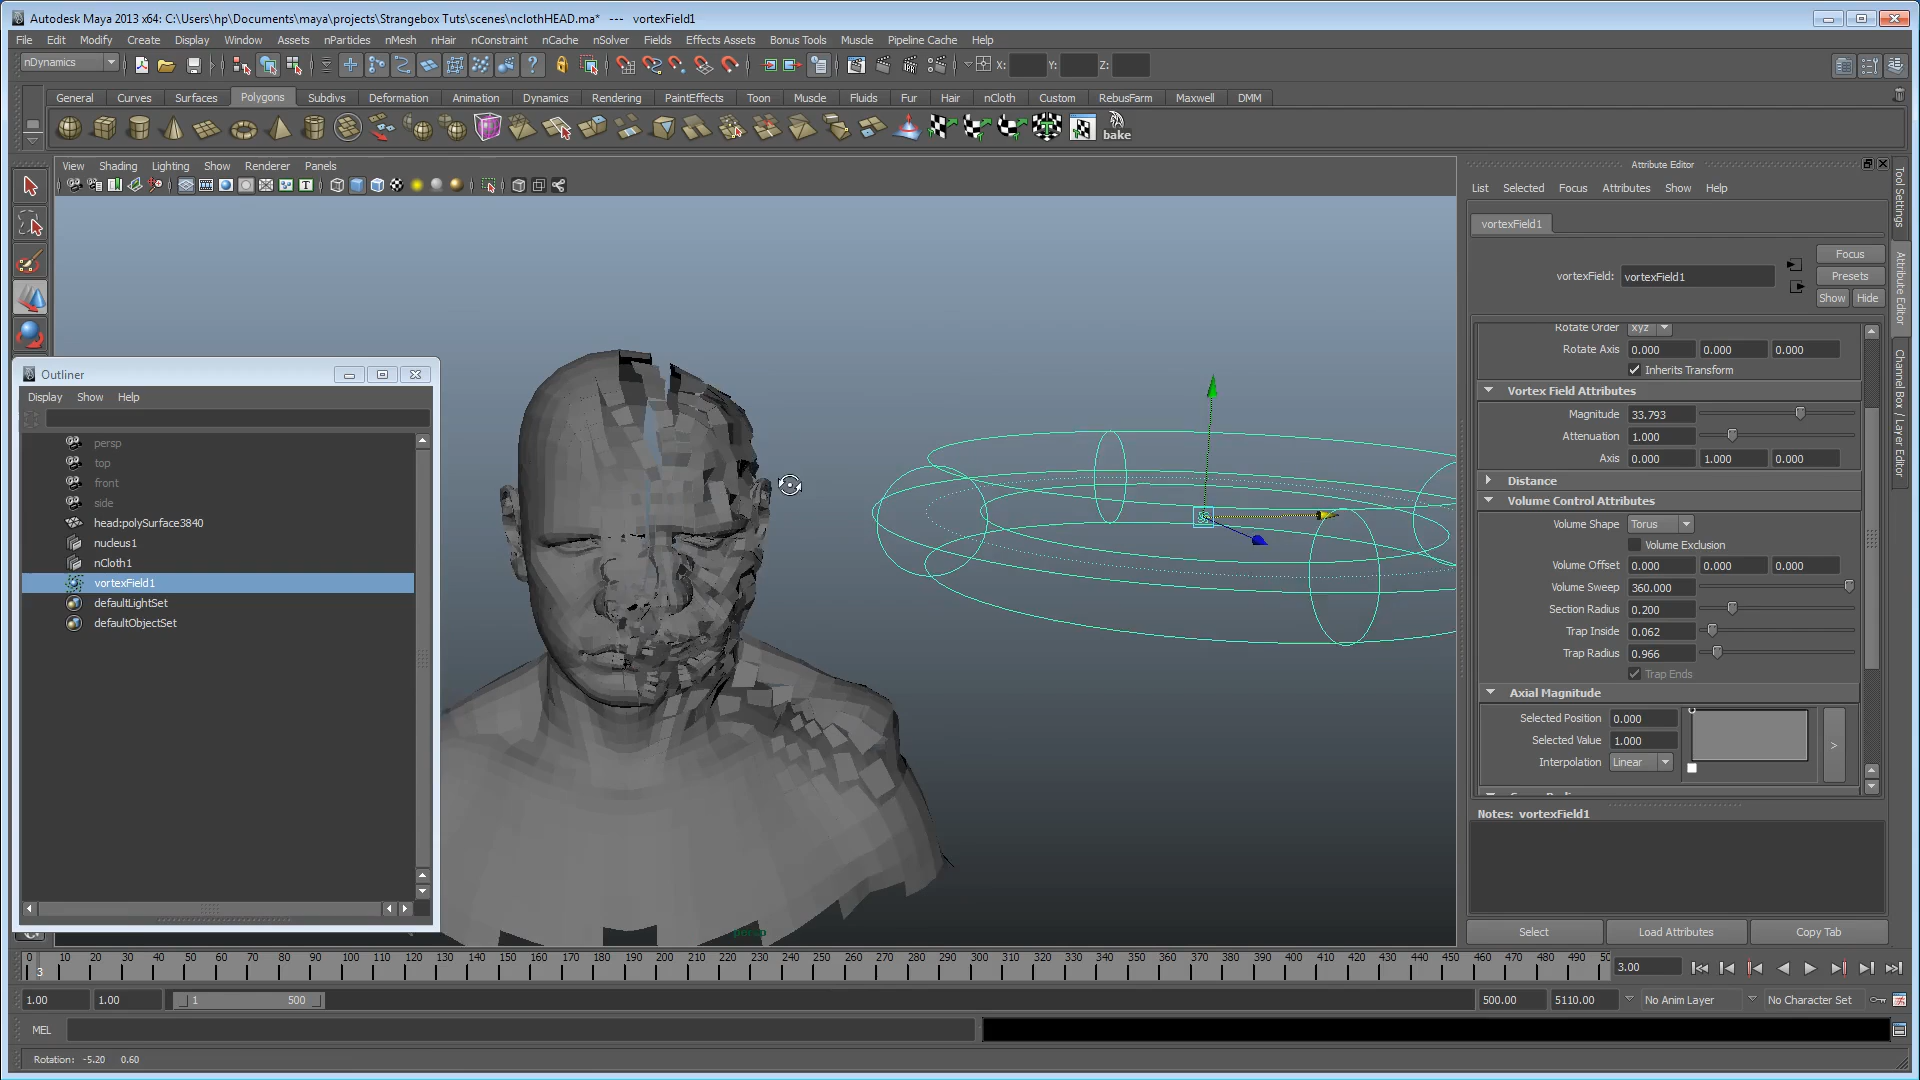 Autodesk Maya 2013 x64: C:\Users\hp\Documents\maya\projects\Strangebox Tuts\scenes\nclothHEAD.ma* --- vortexField1
File Edit Modify Create Display Window Assets nParticles nMesh nHair nConstraint nCache nSolver Fields Effects Assets Bonus Tools Muscle Pipeline Cache Help
nDynamics X: Y: Z:
General Curves Surfaces Polygons Subdivs Deformation Animation Dynamics Rendering PaintEffects Toon Muscle Fluids Fur Hair nCloth Custom RebusFarm Maxwell DMM
bake
View Shading Lighting Show Renderer Panels
Outliner
Display Show Help
persp
top
front
side
head:polySurface3840
nucleus1
nCloth1
vortexField1
defaultLightSet
defaultObjectSet
persp
Attribute Editor
List Selected Focus Attributes Show Help
vortexField1
Focus
vortexField: vortexField1
Presets
Show Hide
Rotate Order xyz
Rotate Axis 0.000 0.000 0.000
Inherits Transform
Vortex Field Attributes
Magnitude 33.793
Attenuation 1.000
Axis 0.000 1.000 0.000
Distance
Volume Control Attributes
Volume Shape Torus
Volume Exclusion
Volume Offset 0.000 0.000 0.000
Volume Sweep 360.000
Section Radius 0.200
Trap Inside 0.062
Trap Radius 0.966
Trap Ends
Axial Magnitude
Selected Position 0.000
Selected Value 1.000
Interpolation Linear
>
Notes: vortexField1
Select Load Attributes Copy Tab
Tool Settings
Attribute Editor
Channel Box / Layer Editor
0 10 20 30 40 50 60 70 80 90 100 110 120 130 140 150 160 170 180 190 200 210 220 230 240 250 260 270 280 290 300 310 320 330 340 350 360 370 380 390 400 410 420 430 440 450 460 470 480 490 50
3
3.00
1.00 1.00 1 500 500.00 5110.00 No Anim Layer No Character Set
MEL
Rotation: -5.20 0.60